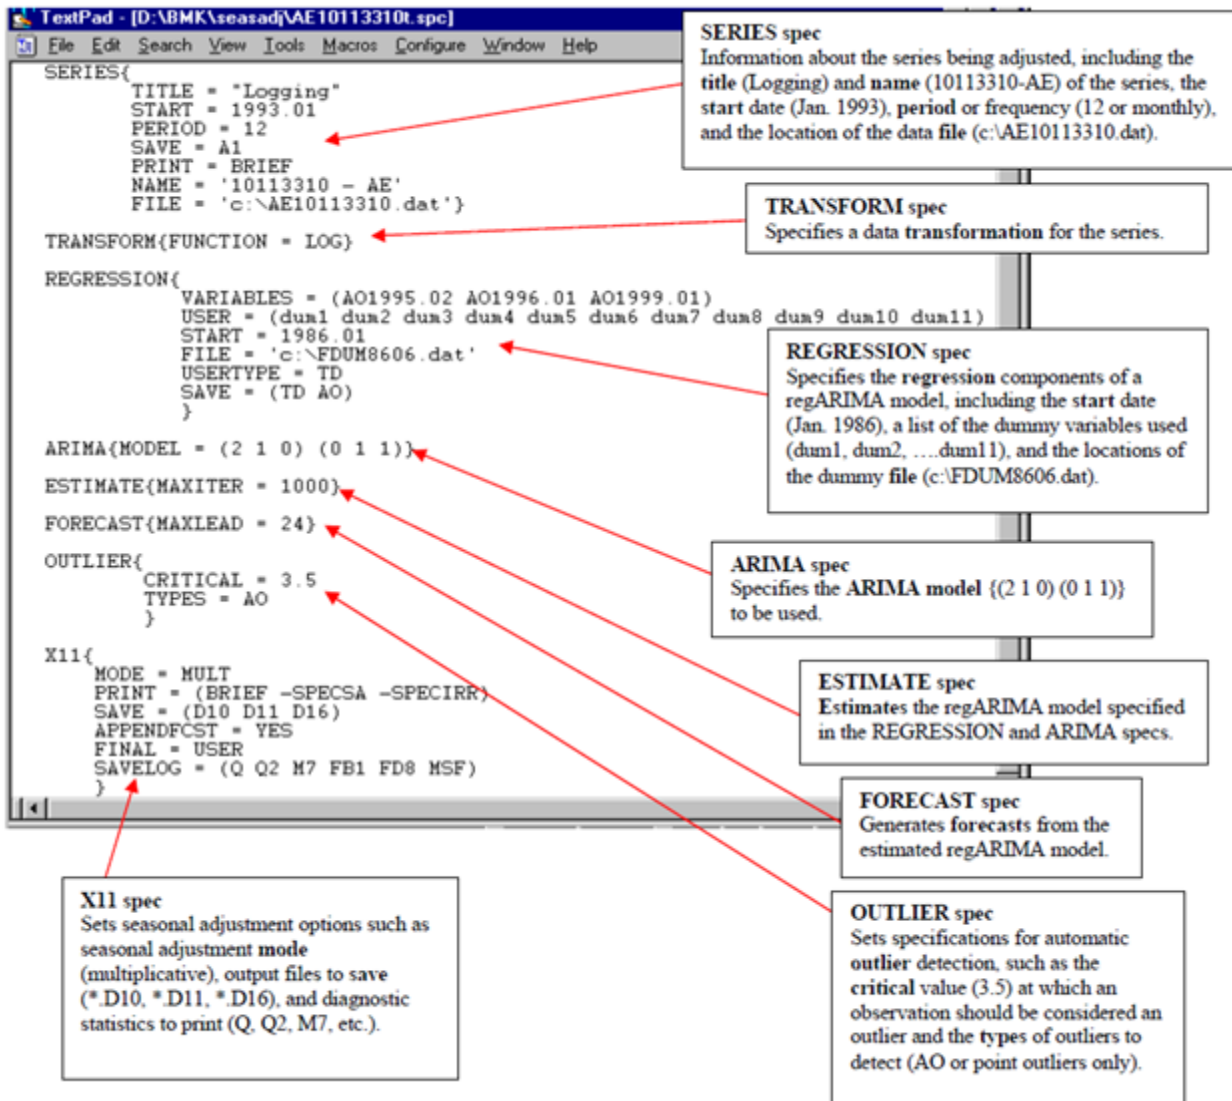 TextPad - [D:\BMK\seasadj\AE10113310t.spc]
File Edit Search View Tools Macros Configure Window Help
SERIES{
TITLE = "Logging"
START = 1993.01
PERIOD = 12
SAVE = A1
PRINT = BRIEF
NAME = '10113310 - AE'
FILE = 'c:\AE10113310.dat'}
TRANSFORM{FUNCTION = LOG}
REGRESSION{
VARIABLES = (AO1995.02 AO1996.01 AO1999.01)
USER = (dum1 dum2 dum3 dum4 dum5 dum6 dum7 dum8 dum9 dum10 dum11)
START = 1986.01
FILE = 'c:\FDUM8606.dat'
USERTYPE = TD
SAVE = (TD AO)
}
ARIMA{MODEL = (2 1 0) (0 1 1)}
ESTIMATE{MAXITER = 1000}
FORECAST{MAXLEAD = 24}
OUTLIER{
CRITICAL = 3.5
TYPES = AO
}
X11{
MODE = MULT
PRINT = (BRIEF -SPECSA -SPECIRR)
SAVE = (D10 D11 D16)
APPENDFCST = YES
FINAL = USER
SAVELOG = (Q Q2 M7 FB1 FD8 MSF)
}
SERIES spec
Information about the series being adjusted, including the
title (Logging) and name (10113310-AE) of the series, the
start date (Jan. 1993), period or frequency (12 or monthly),
and the location of the data file (c:\AE10113310.dat).
TRANSFORM spec
Specifies a data transformation for the series.
REGRESSION spec
Specifies the regression components of a
regARIMA model, including the start date
(Jan. 1986), a list of the dummy variables used
(dum1, dum2, ….dum11), and the locations of
the dummy file (c:\FDUM8606.dat).
ARIMA spec
Specifies the ARIMA model {(2 1 0) (0 1 1)}
to be used.
ESTIMATE spec
Estimates the regARIMA model specified
in the REGRESSION and ARIMA specs.
FORECAST spec
Generates forecasts from the
estimated regARIMA model.
OUTLIER spec
Sets specifications for automatic
outlier detection, such as the
critical value (3.5) at which an
observation should be considered an
outlier and the types of outliers to
detect (AO or point outliers only).
X11 spec
Sets seasonal adjustment options such as
seasonal adjustment mode
(multiplicative), output files to save
(*.D10, *.D11, *.D16), and diagnostic
statistics to print (Q, Q2, M7, etc.).